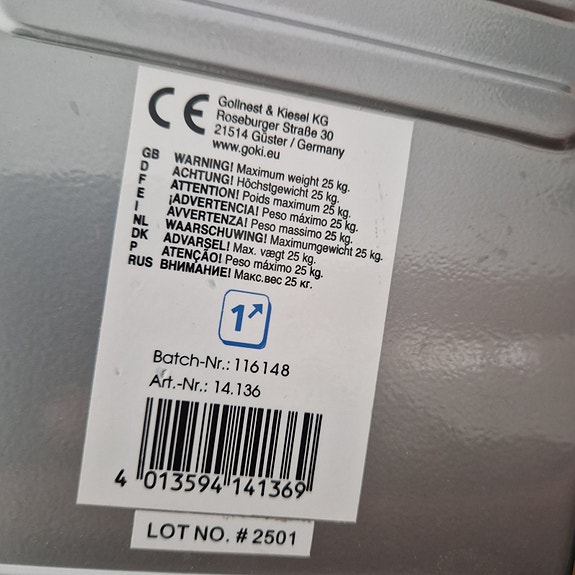 CE
Gollnest & Kiesel KG
Roseburger Straße 30
21514 Güster / Germany
www.goki.eu
GB WARNING! Maximum weight 25 kg.
D ACHTUNG! Höchstgewicht 25 kg.
F ATTENTION! Poids maximum 25 kg.
E ¡ADVERTENCIA! Peso máximo 25 kg.
I AVVERTENZA! Peso massimo 25 kg.
NL WAARSCHUWING! Maximumgewicht 25 kg.
DK ADVARSEL! Max. vægt 25 kg.
P ATENÇÃO! Peso máximo 25 kg.
RUS ВНИМАНИЕ! Макс.вес 25 кг.
1↗
Batch-Nr.: 116148
Art.-Nr.: 14.136
4 013594 141369
LOT NO. # 2501